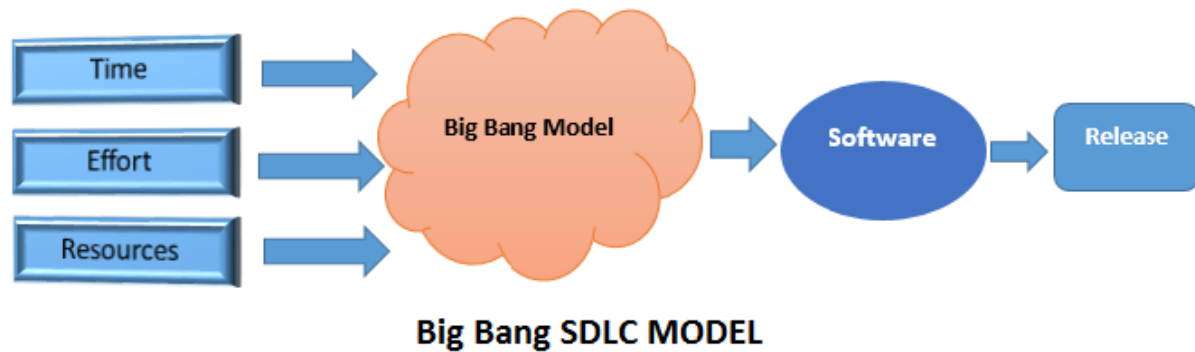 Time
Effort
Resources
Big Bang Model
Software
Release
Big Bang SDLC MODEL